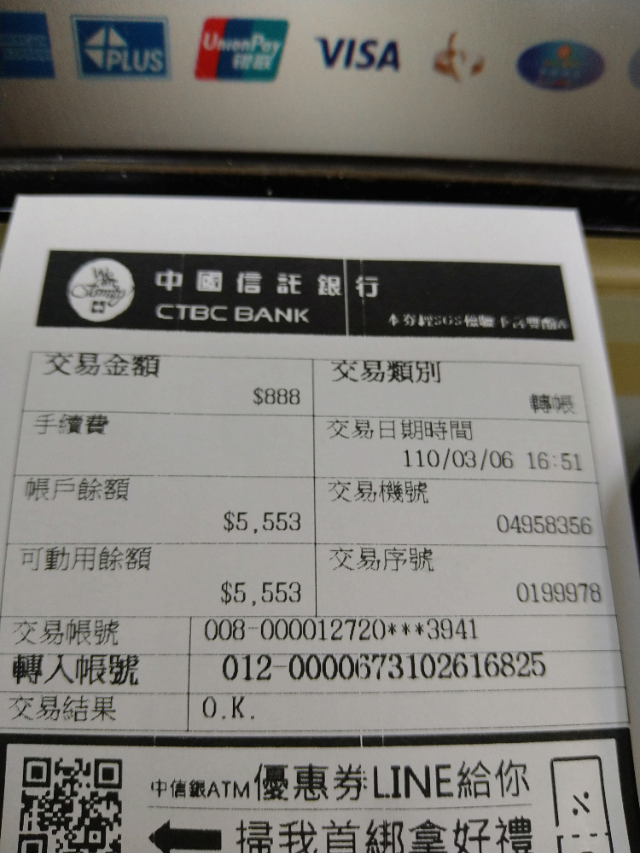 PLUS
UnionPay
银联
VISA
We are family
中國信託銀行
CTBC BANK
交易金額
$888
交易類別
轉帳
手續費
交易日期時間
110/03/06 16:51
帳戶餘額
$5,553
交易機號
04958356
可動用餘額
$5,553
交易序號
0199978
交易帳號 008-000012720***3941
轉入帳號 012-0000673102616825
交易結果 O.K.
中信銀ATM優惠券LINE給你
掃我首綁拿好禮
%